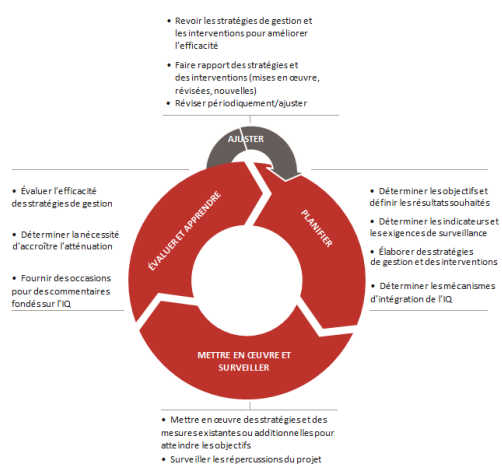 • Revoir les stratégies de gestion et
les interventions pour améliorer
l'efficacité
• Faire rapport des stratégies et
des interventions (mises en œuvre,
révisées, nouvelles)
• Réviser périodiquement/ajuster
AJUSTER
• Évaluer l'efficacité
des stratégies de gestion
• Déterminer la nécessité
d'accroître l'atténuation
• Fournir des occasions
pour des commentaires
fondés sur l'IQ
ÉVALUER ET APPRENDRE
PLANIFIER
• Déterminer les objectifs et
définir les résultats souhaités
• Déterminer les indicateurs et
les exigences de surveillance
• Élaborer des stratégies
de gestion et des interventions
• Déterminer les mécanismes
d'intégration de l'IQ
METTRE EN ŒUVRE ET
SURVEILLER
• Mettre en œuvre des stratégies et des
mesures existantes ou additionnelles pour
atteindre les objectifs
• Surveiller les répercussions du projet